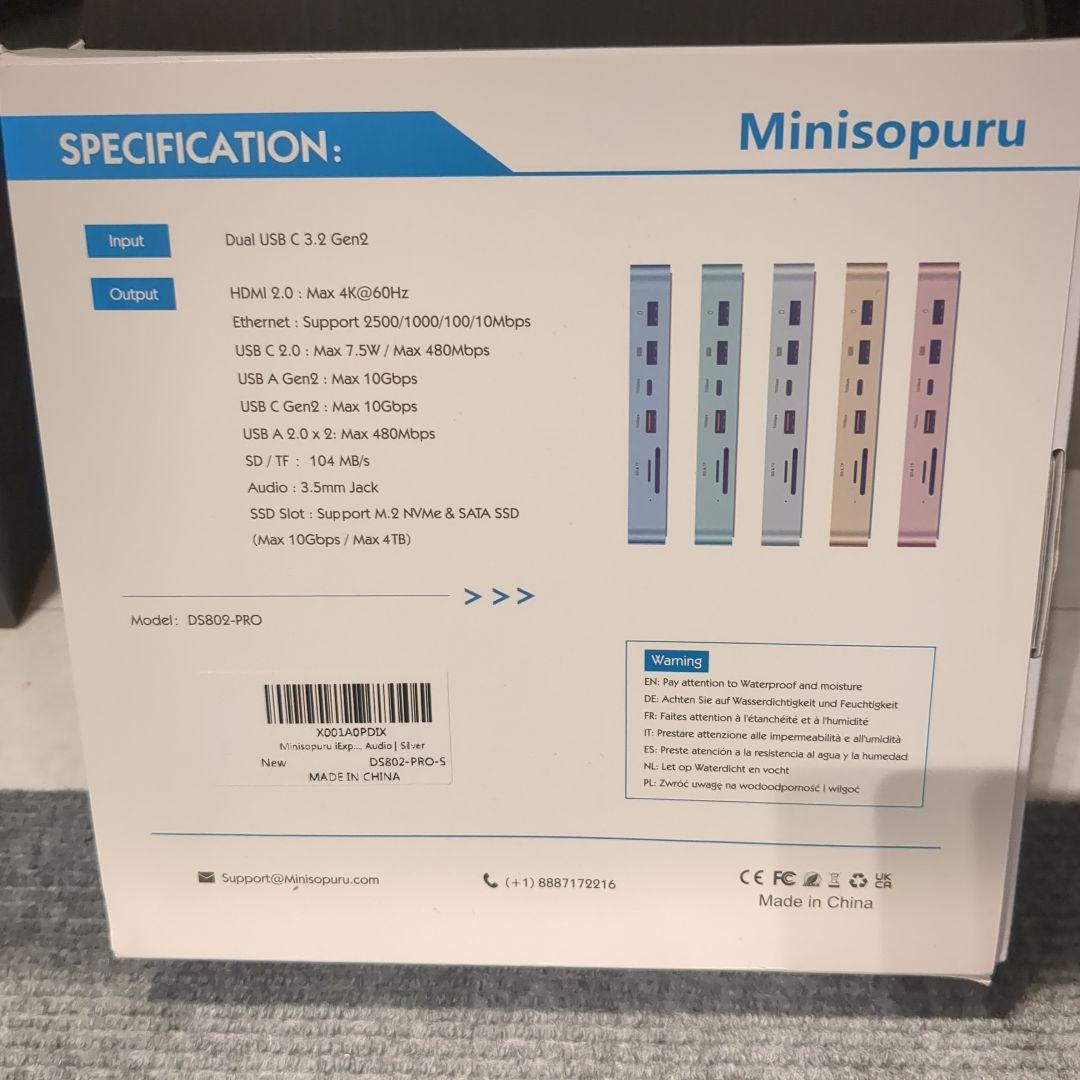 SPECIFICATION:
Minisopuru
Input
Dual USB C 3.2 Gen2
Output
HDMI 2.0 : Max 4K@60Hz
Ethernet : Support 2500/1000/100/10Mbps
USB C 2.0 : Max 7.5W / Max 480Mbps
USB A Gen2 : Max 10Gbps
USB C Gen2 : Max 10Gbps
USB A 2.0 x 2: Max 480Mbps
SD / TF : 104 MB/s
Audio : 3.5mm Jack
SSD Slot : Support M.2 NVMe & SATA SSD
(Max 10Gbps / Max 4TB)
Model: DS802-PRO
X001A0PDIX
Minisopuru iExp... Audio | Silver
New DS802-PRO-S
MADE IN CHINA
Warning
EN: Pay attention to Waterproof and moisture
DE: Achten Sie auf Wasserdichtigkeit und Feuchtigkeit
FR: Faites attention à l'étanchéité et à l'humidité
IT: Prestare attenzione alle impermeabilità e all'umidità
ES: Preste atención a la resistencia al agua y la humedad
NL: Let op Waterdicht en vocht
PL: Zwróć uwagę na wodoodporność i wilgoć
Support@Minisopuru.com
(+1) 8887172216
CE FC UK CA
Made in China